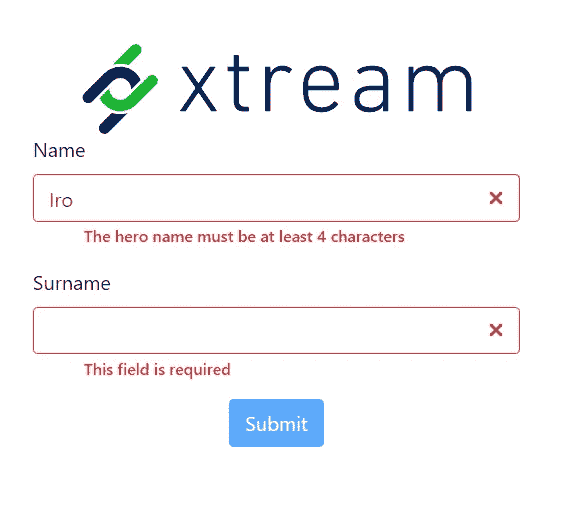 xtream
Name
Iro
The hero name must be at least 4 characters
Surname
This field is required
Submit